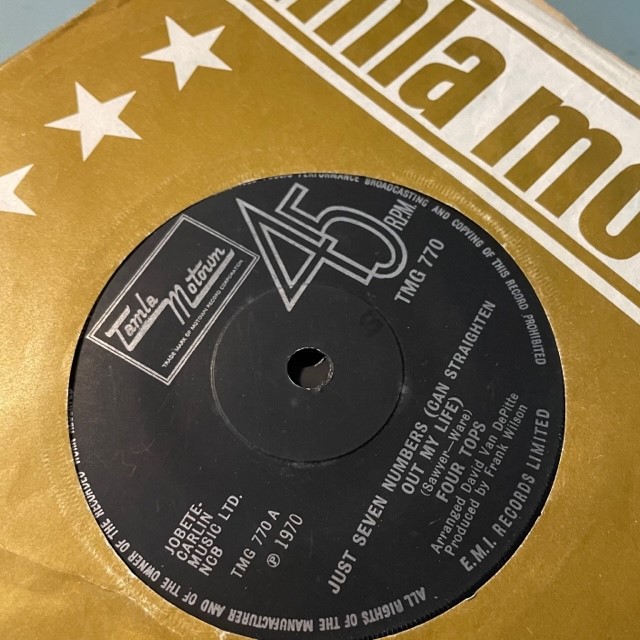 amla mo
PERFORMANCE BROADCASTING AND COPYING OF THIS RECORD PROHIBITED
45
R.P.M.
TMG 770
Tamla
Motown
TRADE MARK OF MOTOWN RECORD CORPORATION
JUST SEVEN NUMBERS (CAN STRAIGHTEN
OUT MY LIFE)
(Sawyer—Ware)
FOUR TOPS
Arranged David Van DePitte
Produced by Frank Wilson
E.M.I. RECORDS LIMITED
JOBETE-
CARLIN
MUSIC LTD.
NCB
TMG 770 A
℗ 1970
ALL RIGHTS OF THE MANUFACTURER AND OF THE OWNER OF THE RECORDED